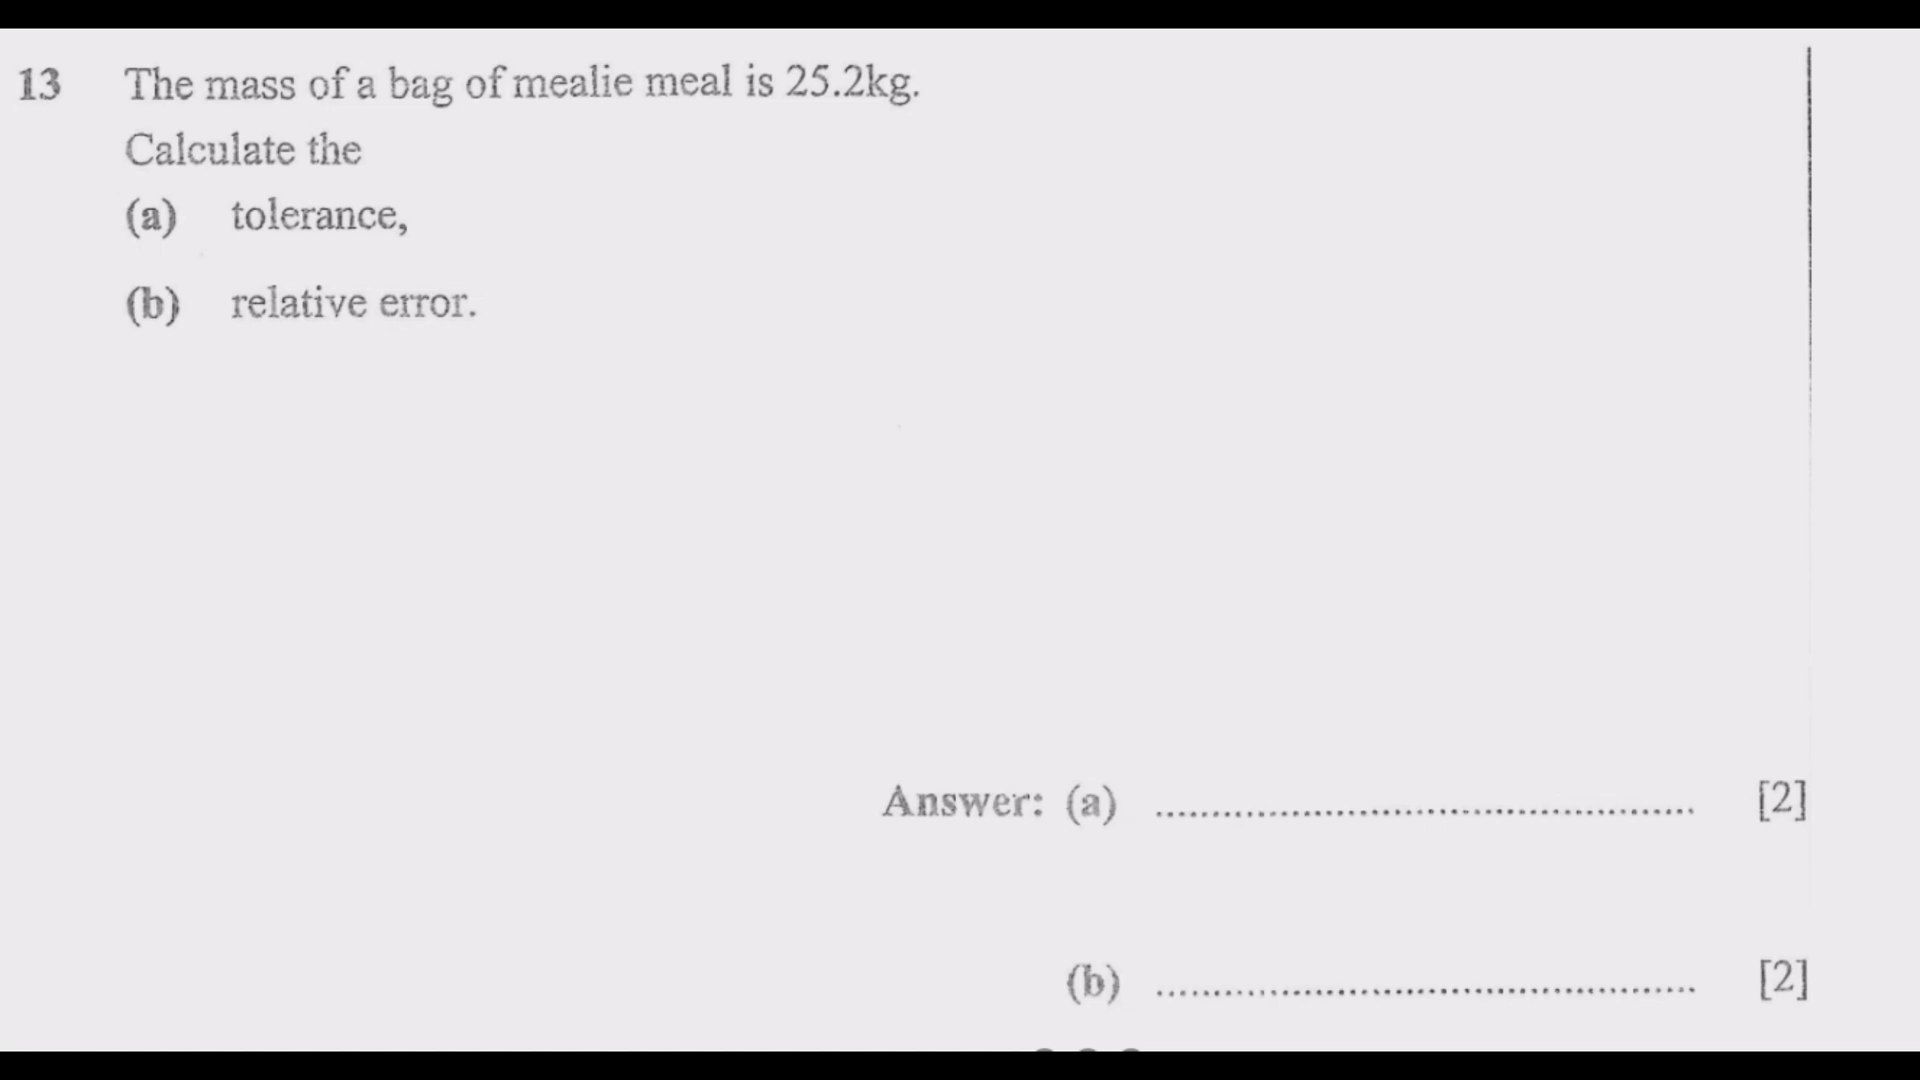 13 The mass of a bag of mealie meal is 25.2kg.
Calculate the
(a) tolerance,
(b) relative error.
Answer: (a) ............................................................ [2]
(b) ............................................................ [2]